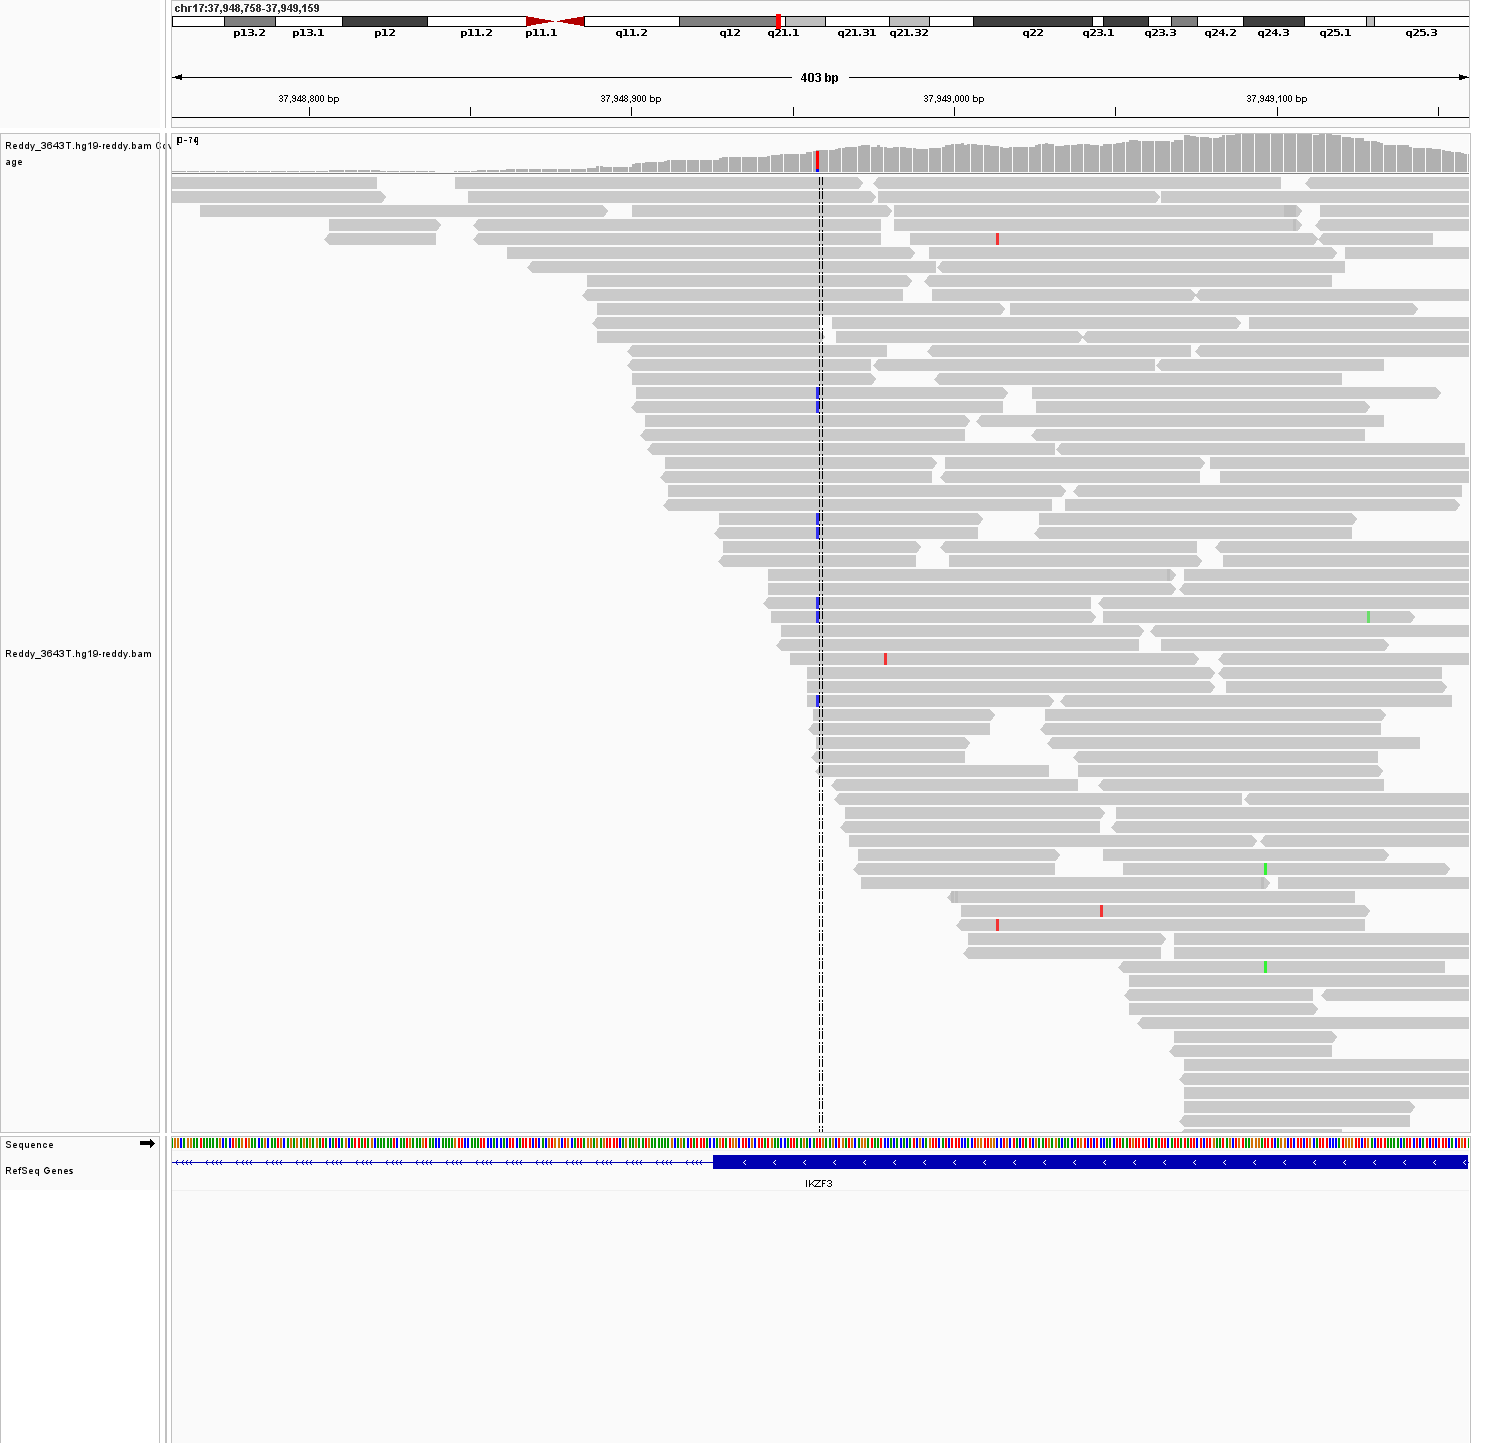 chr17:37,948,758-37,949,159
p13.2 p13.1 p12 p11.2 p11.1 q11.2 q12 q21.1 q21.31 q21.32 q22 q23.1 q23.3 q24.2 q24.3 q25.1 q25.3
403 bp
37,948,800 bp 37,948,900 bp 37,949,000 bp 37,949,100 bp
[0-74]
Reddy_3643T.hg19-reddy.bam Cov
age
Reddy_3643T.hg19-reddy.bam
Sequence
RefSeq Genes
IKZF3